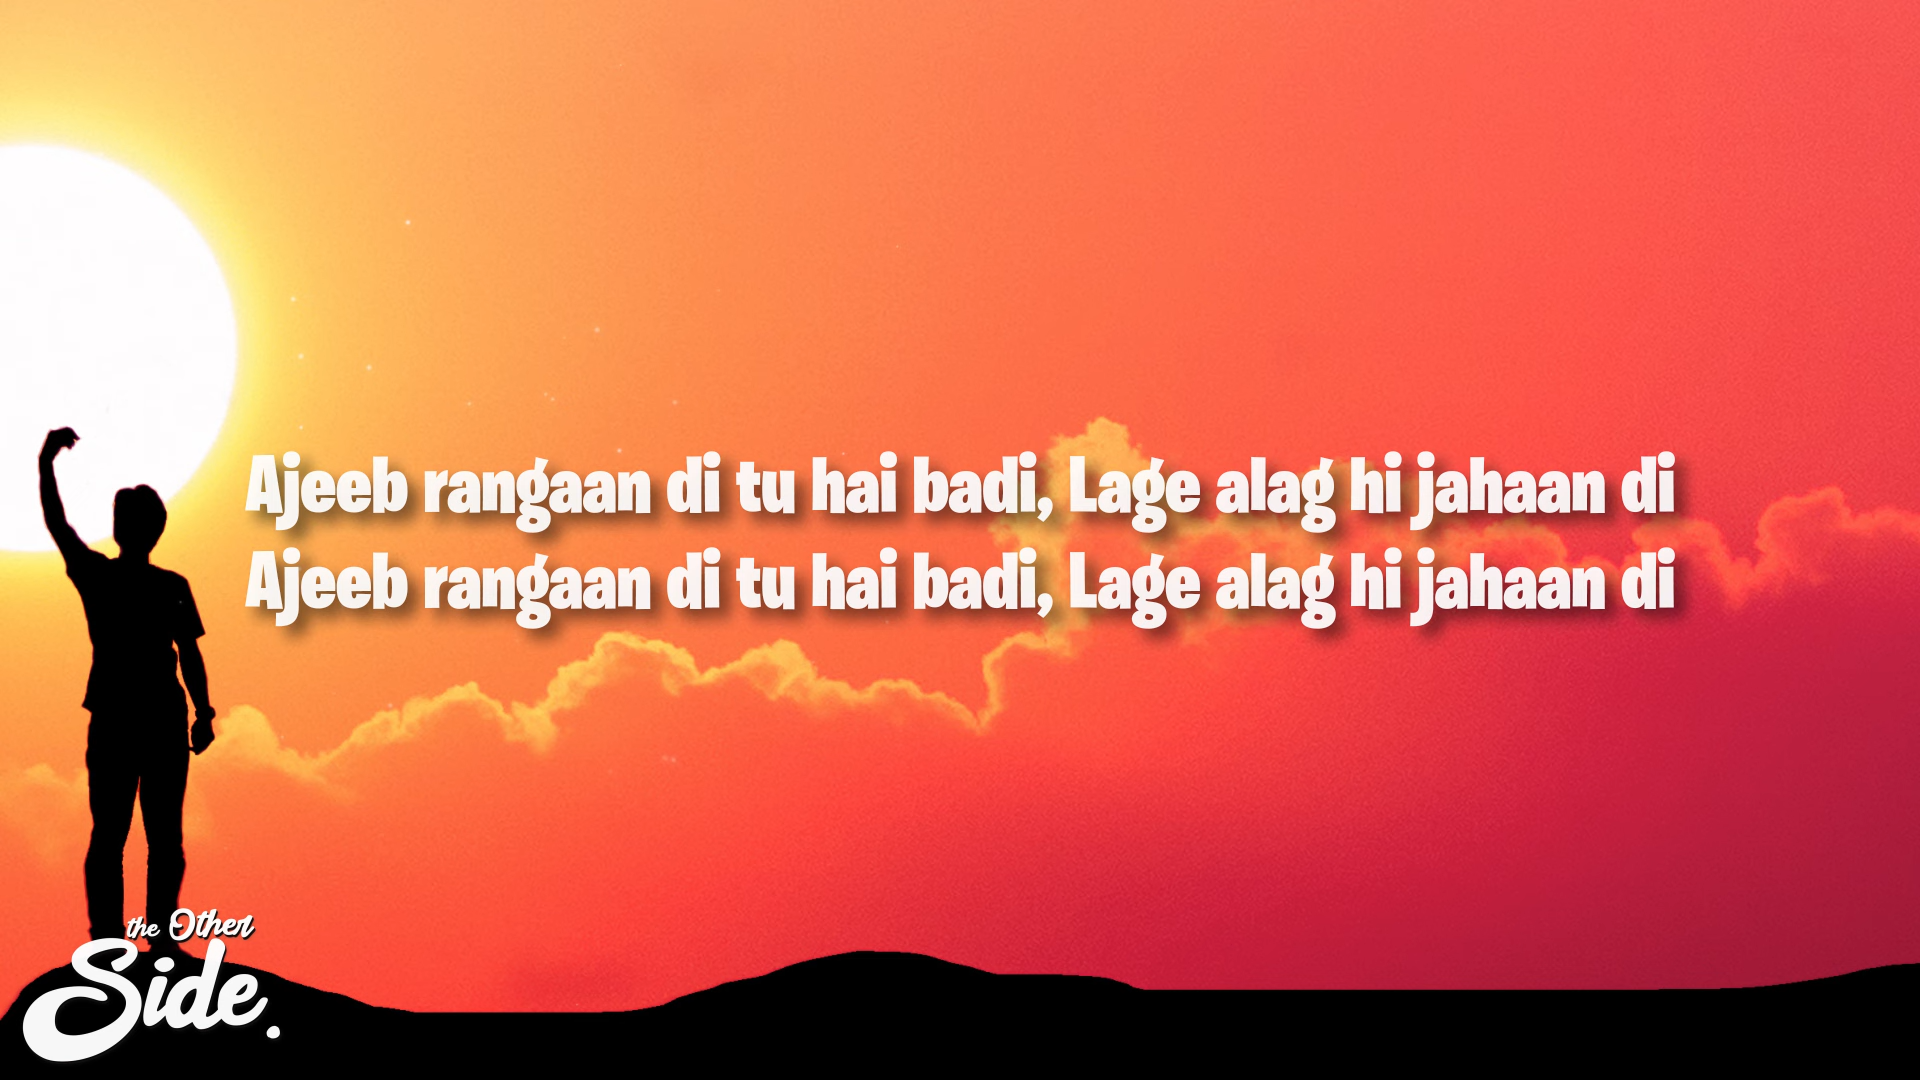 Ajeeb rangaan di tu hai badi, Lage alag hi jahaan di
Ajeeb rangaan di tu hai badi, Lage alag hi jahaan di
the Other
Side.